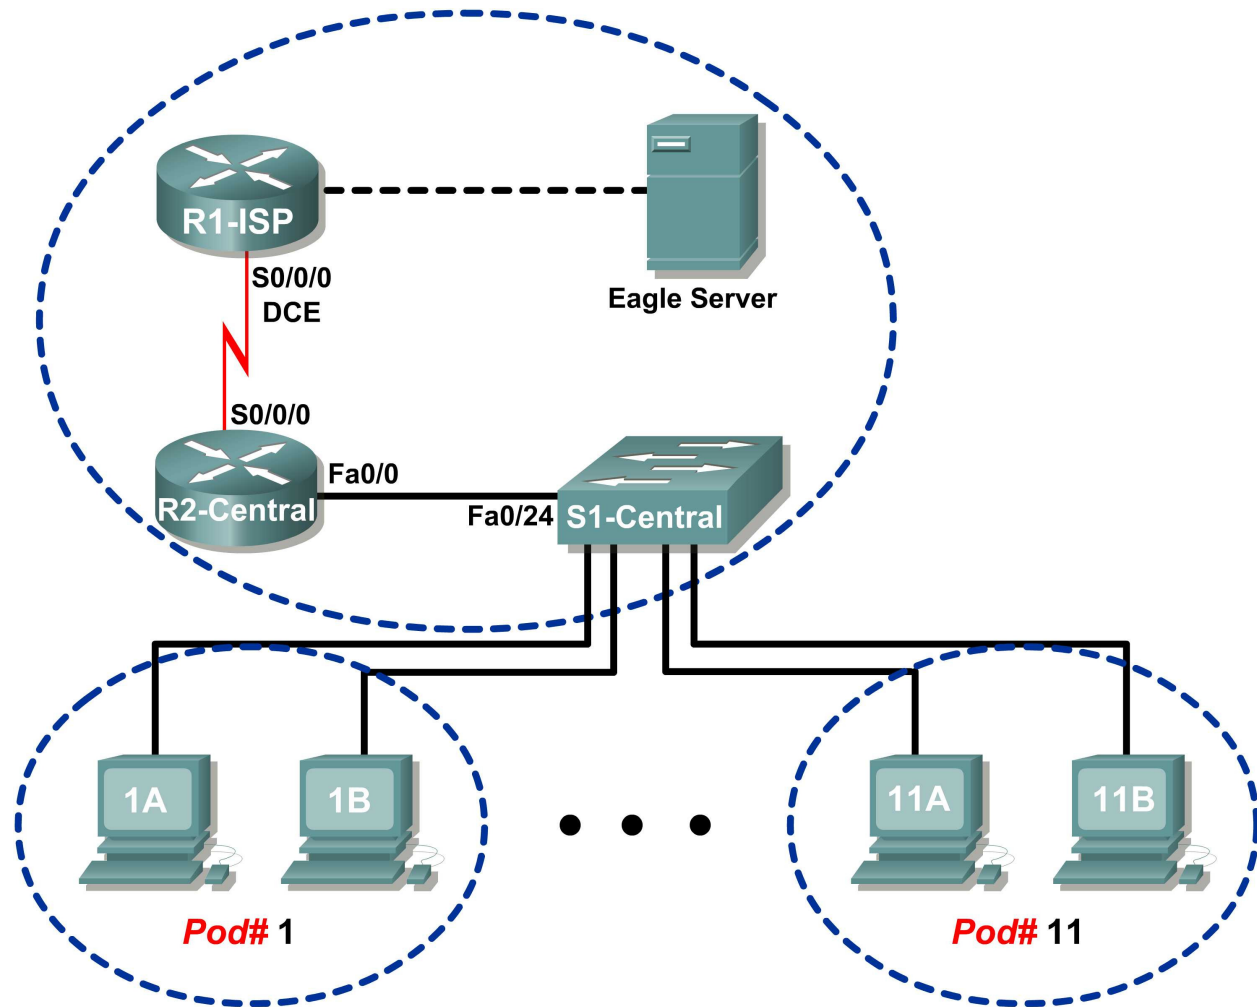 R1-ISP
S0/0/0
DCE
Eagle Server
S0/0/0
R2-Central
Fa0/0
Fa0/24
S1-Central
1A
1B
11A
11B
Pod# 1
Pod# 11